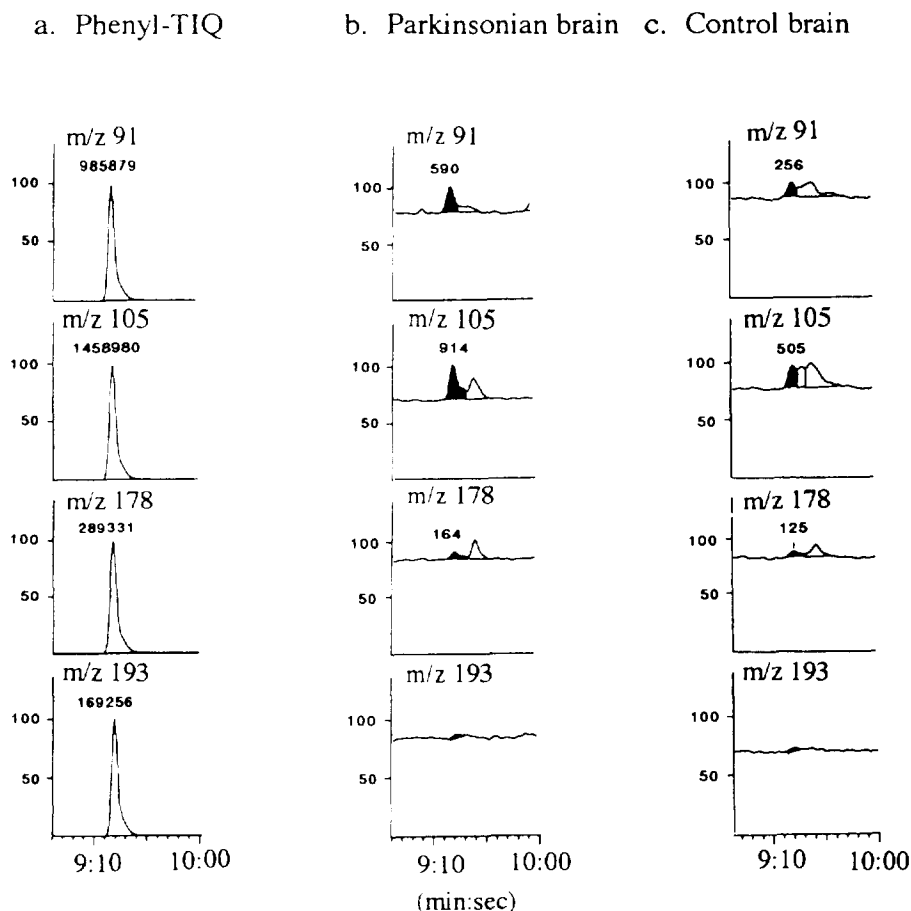 a. Phenyl-TIQ b. Parkinsonian brain c. Control brain
m/z 91 m/z 91 m/z 91
985879 590 256
100 100 100
50 50 50
m/z 105 m/z 105 m/z 105
1458980 914 505
100 100 100
50 50 50
m/z 178 m/z 178 m/z 178
289331 164 125
100 100 100
50 50 50
m/z 193 m/z 193 m/z 193
169256
100 100 100
50 50 50
9:10 10:00 9:10 10:00 9:10 10:00
(min:sec)